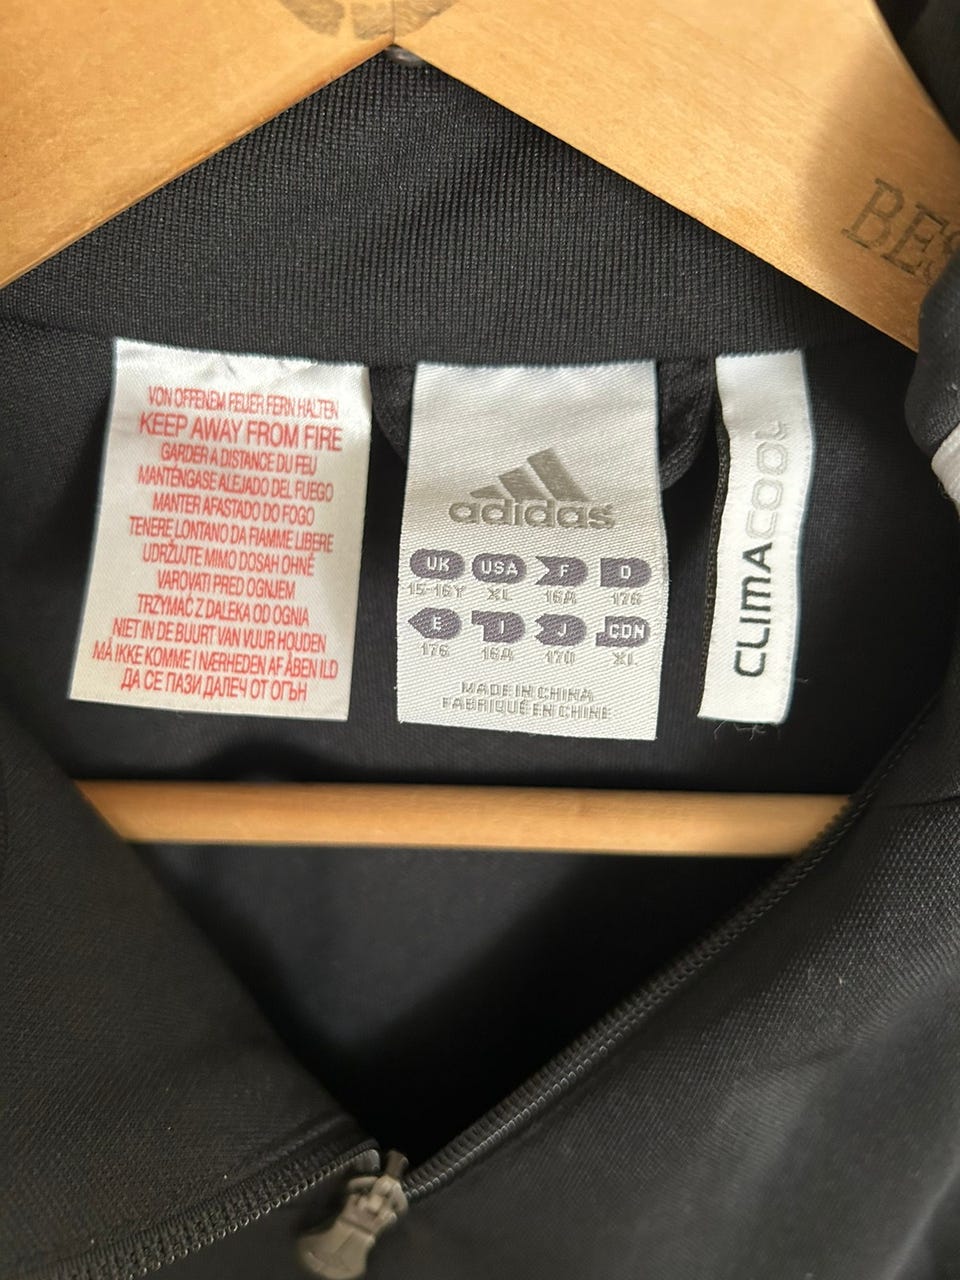 BES
VON OFFENEM FEUER FERN HALTEN
KEEP AWAY FROM FIRE
GARDER A DISTANCE DU FEU
MANTÉNGASE ALEJADO DEL FUEGO
MANTER AFASTADO DO FOGO
TENERE LONTANO DA FIAMME LIBERE
UDRŽUJTE MIMO DOSAH OHNĚ
VAROVATI PRED OGNJEM
TRZYMAĆ Z DALEKA OD OGNIA
NIET IN DE BUURT VAN VUUR HOUDEN
MÅ IKKE KOMME I NÆRHEDEN AF ÅBEN ILD
ДА СЕ ПАЗИ ДАЛЕЧ ОТ ОГЪН
adidas
UK USA F D
15-16Y XL 16A 176
E I J CDN
176 16A 170 XL
MADE IN CHINA
FABRIQUÉ EN CHINE
CLIMACOOL